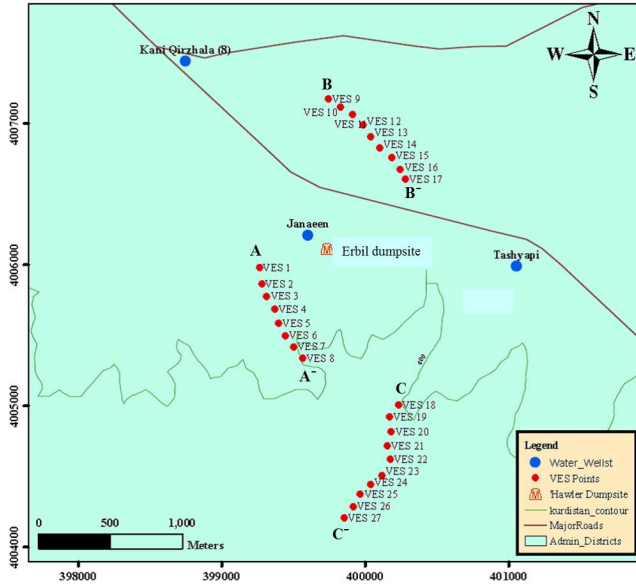 N
W E
S
Kani Qirzhala (8)
B
VES 9
VES 10
VES 12
VES 13
VES 14
VES 15
VES 16
VES 17
B-
Janaeen
Erbil dumpsite
Tashyapi
A
VES 1
VES 2
VES 3
VES 4
VES 5
VES 6
VES 7
VES 8
A-
400
C
VES 18
VES 19
VES 20
VES 21
VES 22
VES 23
VES 24
VES 25
VES 26
VES 27
C-
Legend
Water_Wellst
VES Points
Hawler Dumpsite
kurdistan_contour
MajorRoads
Admin_Districts
0 500 1,000
Meters
4007000
4006000
4005000
4004000
398000 399000 400000 401000